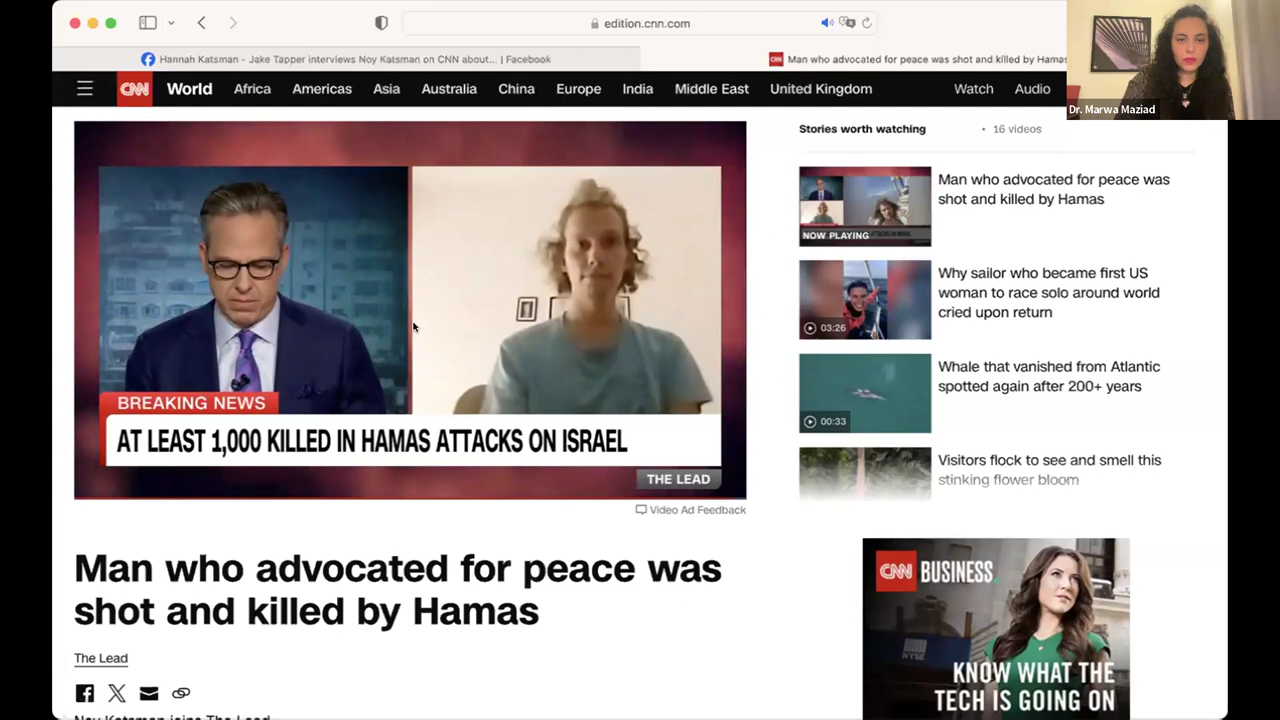 edition.cnn.com
Hannah Katsman - Jake Tapper interviews Noy Katsman on CNN about... | Facebook
Man who advocated for peace was shot and killed by Hamas
CNN World Africa Americas Asia Australia China Europe India Middle East United Kingdom Watch Audio
Dr. Marwa Maziad
BREAKING NEWS
AT LEAST 1,000 KILLED IN HAMAS ATTACKS ON ISRAEL
THE LEAD
Video Ad Feedback
Man who advocated for peace was
shot and killed by Hamas
The Lead
Noy Katsman joins The Lead
Stories worth watching • 16 videos
NOW PLAYING
Man who advocated for peace was
shot and killed by Hamas
03:26
Why sailor who became first US
woman to race solo around world
cried upon return
00:33
Whale that vanished from Atlantic
spotted again after 200+ years
Visitors flock to see and smell this
stinking flower bloom
CNN BUSINESS
NYSE
KNOW WHAT THE
TECH IS GOING ON